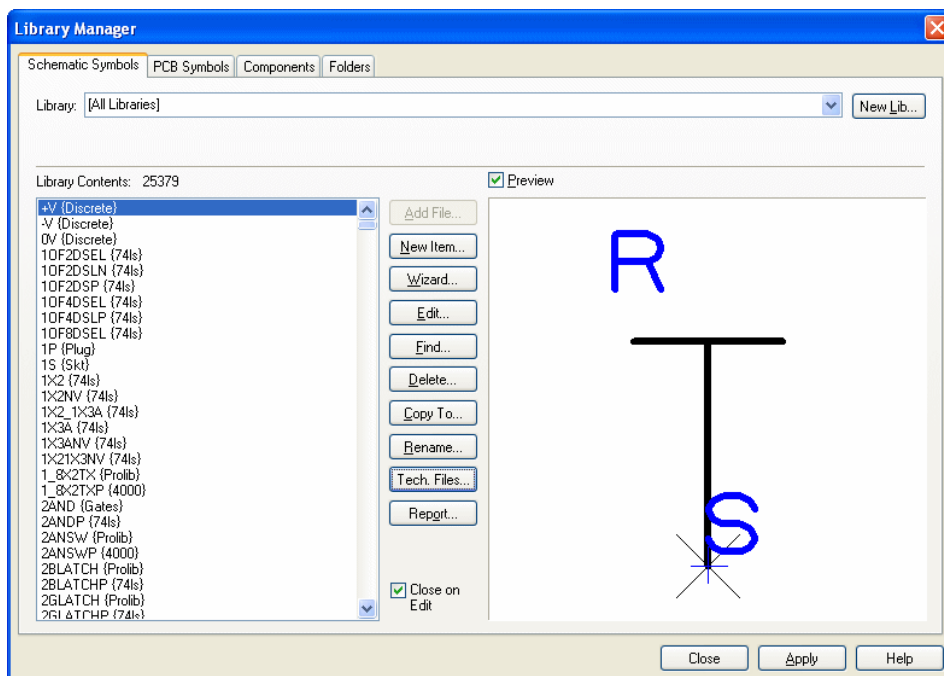 Library Manager
Schematic Symbols PCB Symbols Components Folders
Library: [All Libraries] New Lib...
Library Contents: 25379
Preview
+V {Discrete}
-V {Discrete}
0V {Discrete}
1OF2DSEL {74ls}
1OF2DSLN {74ls}
1OF2DSP {74ls}
1OF4DSEL {74ls}
1OF4DSLP {74ls}
1OF8DSEL {74ls}
1P {Plug}
1S {Skt}
1X2 {74ls}
1X2NV {74ls}
1X2_1X3A {74ls}
1X3A {74ls}
1X3ANV {74ls}
1X21X3NV {74ls}
1_8X2TX {Prolib}
1_8X2TXP {4000}
2AND {Gates}
2ANDP {74ls}
2ANSW {Prolib}
2ANSWP {4000}
2BLATCH {Prolib}
2BLATCHP {74ls}
2GLATCH {Prolib}
2GLATCHP {74ls}
Add File...
New Item...
Wizard...
Edit...
Find...
Delete...
Copy To...
Rename...
Tech. Files...
Report...
Close on
Edit
R
S
Close Apply Help